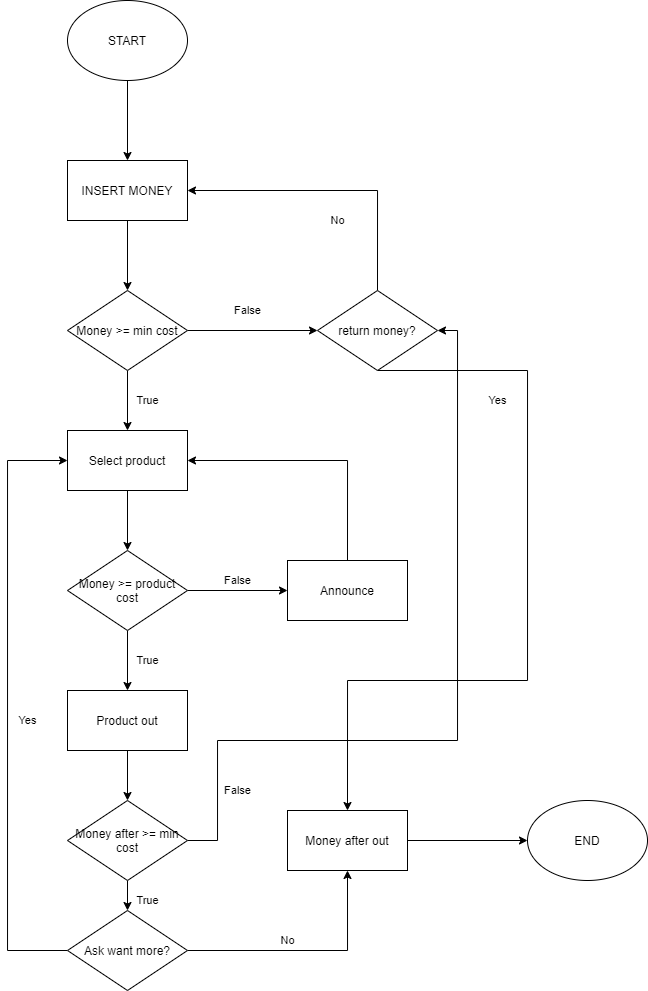 START
INSERT MONEY
No
False
Money >= min cost
return money?
True
Yes
Select product
Money >= product
cost
False
Announce
True
Product out
Yes
False
Money after >= min
cost
Money after out
END
True
Ask want more?
No